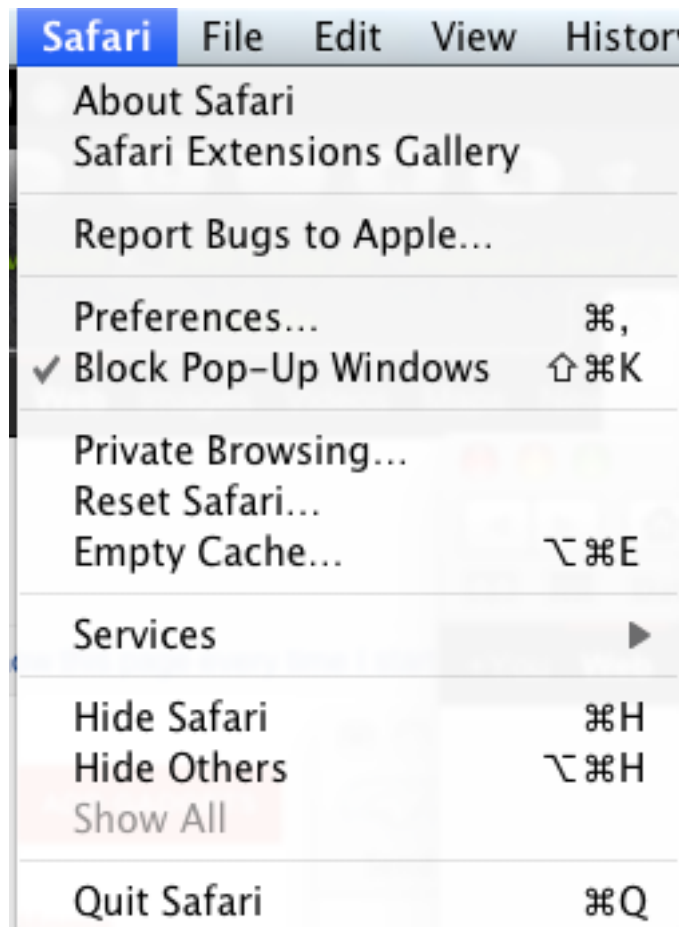 Safari File Edit View History
About Safari
Safari Extensions Gallery
Report Bugs to Apple…
Preferences… ⌘,
✓ Block Pop-Up Windows ⇧⌘K
Private Browsing…
Reset Safari…
Empty Cache… ⌥⌘E
Services ▶
Hide Safari ⌘H
Hide Others ⌥⌘H
Show All
Quit Safari ⌘Q